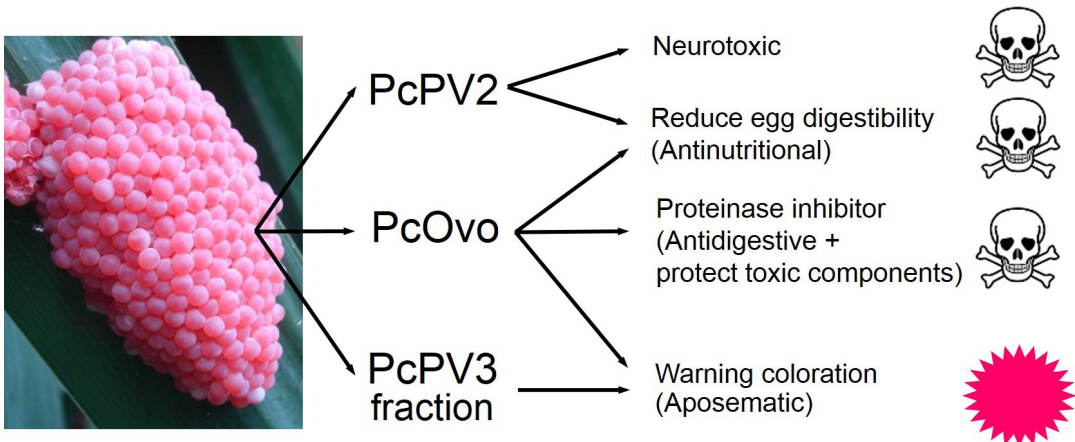 PcPV2
PcOvo
PcPV3
fraction
Neurotoxic
Reduce egg digestibility
(Antinutritional)
Proteinase inhibitor
(Antidigestive +
protect toxic components)
Warning coloration
(Aposematic)